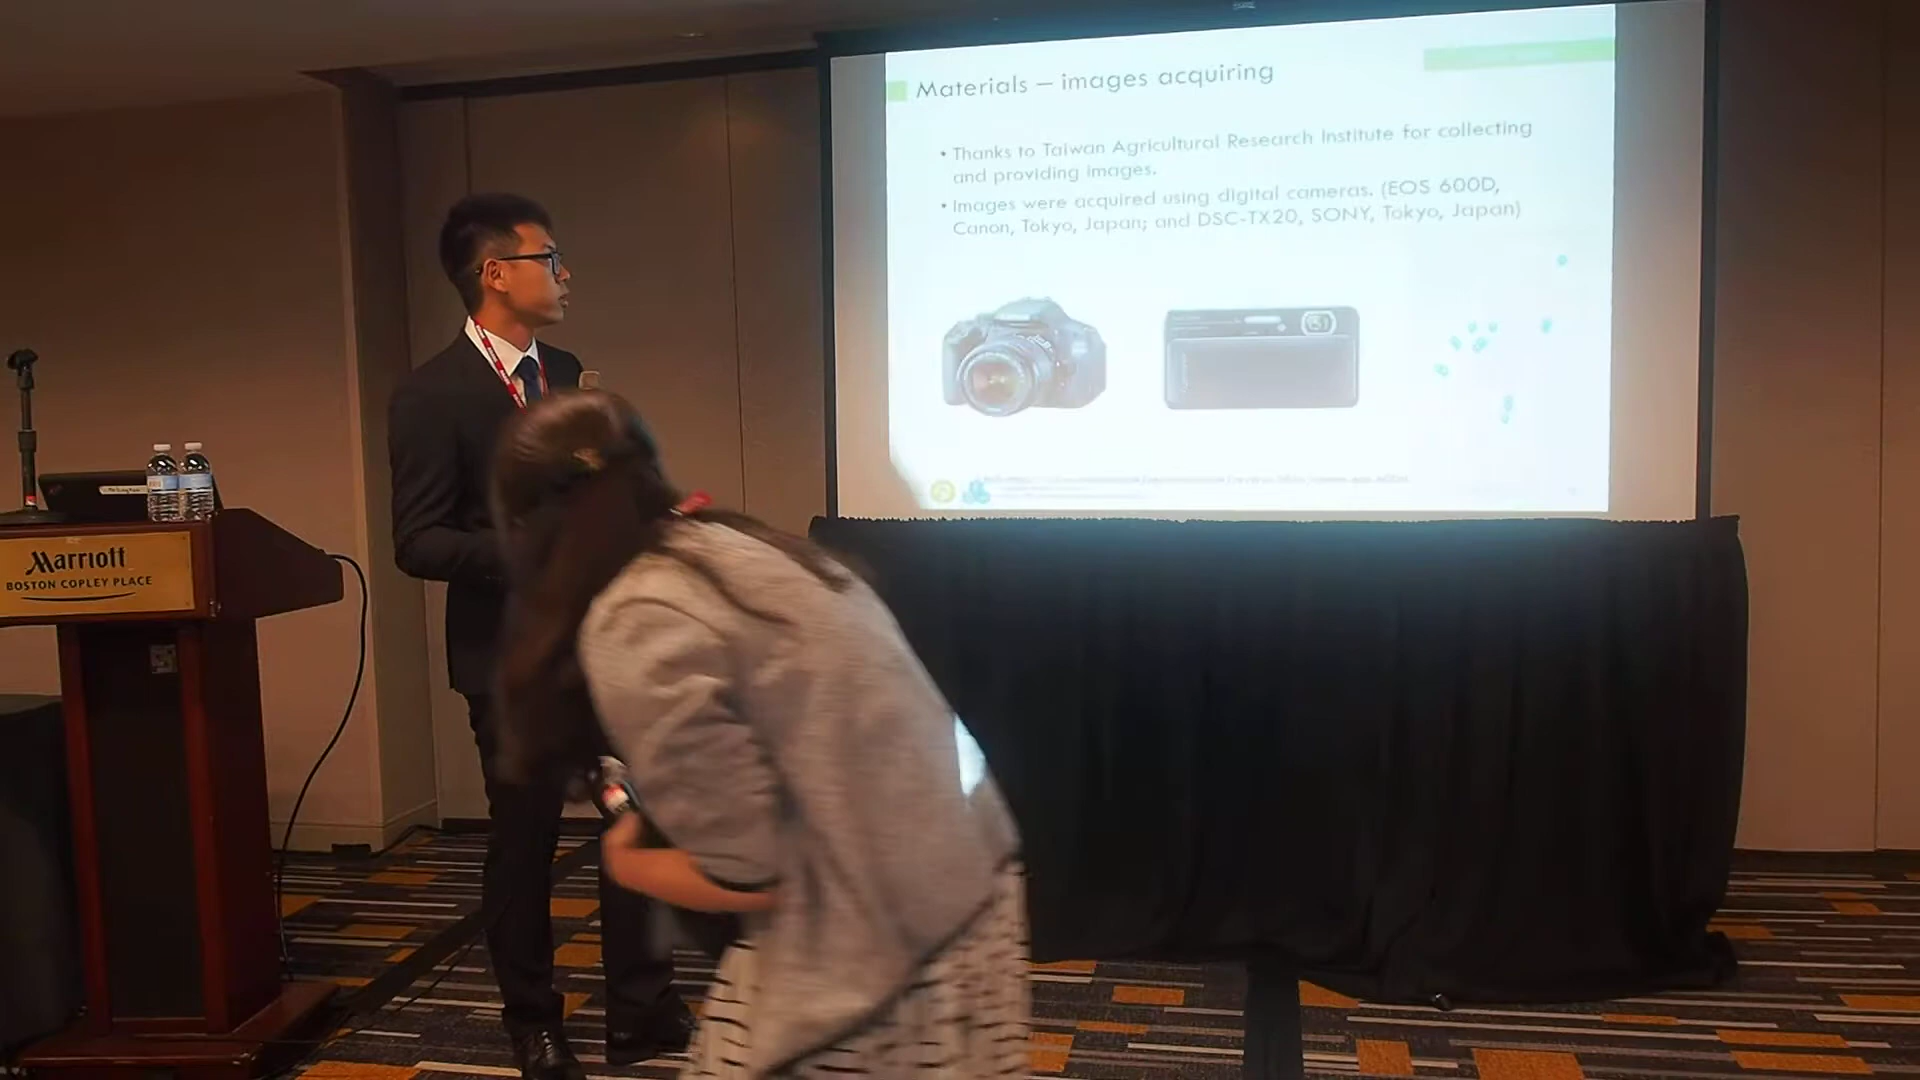 Materials – images acquiring
• Thanks to Taiwan Agricultural Research Institute for collecting
and providing images.
• Images were acquired using digital cameras. (EOS 600D,
Canon, Tokyo, Japan; and DSC-TX20, SONY, Tokyo, Japan)
Marriott
BOSTON COPLEY PLACE